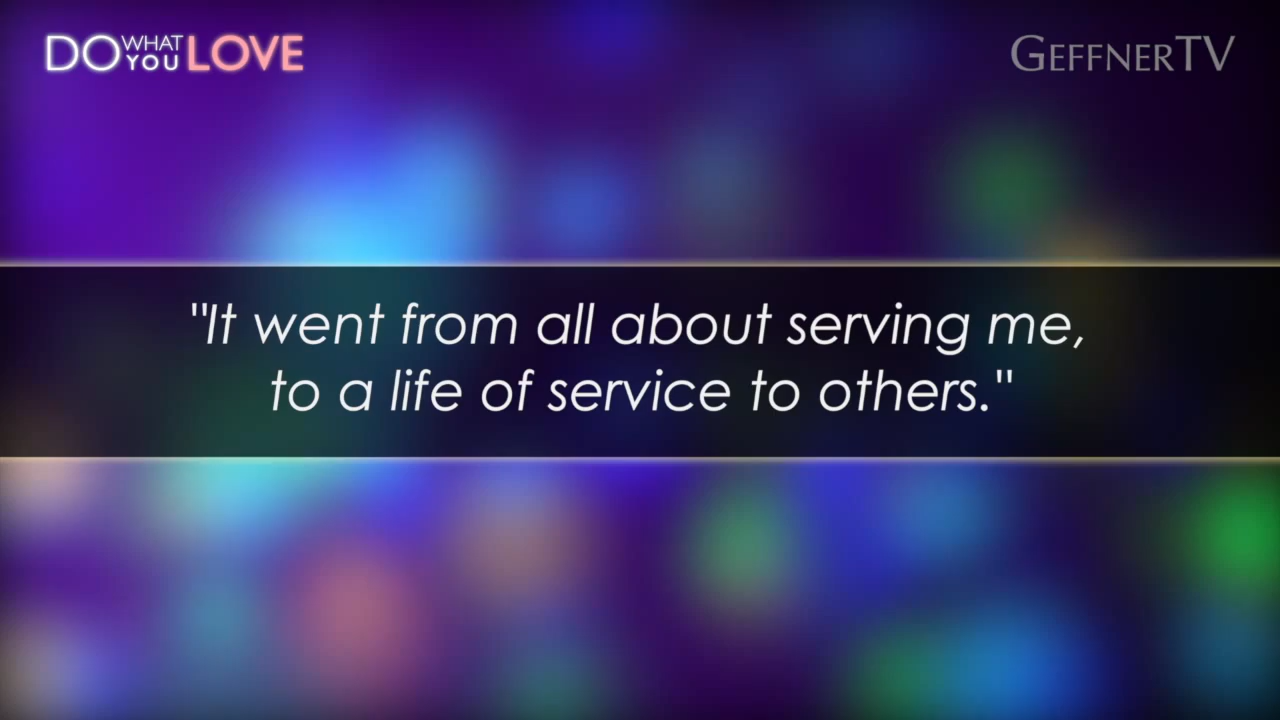 DO WHAT YOU LOVE
GEFFNERTV
"It went from all about serving me,
to a life of service to others."